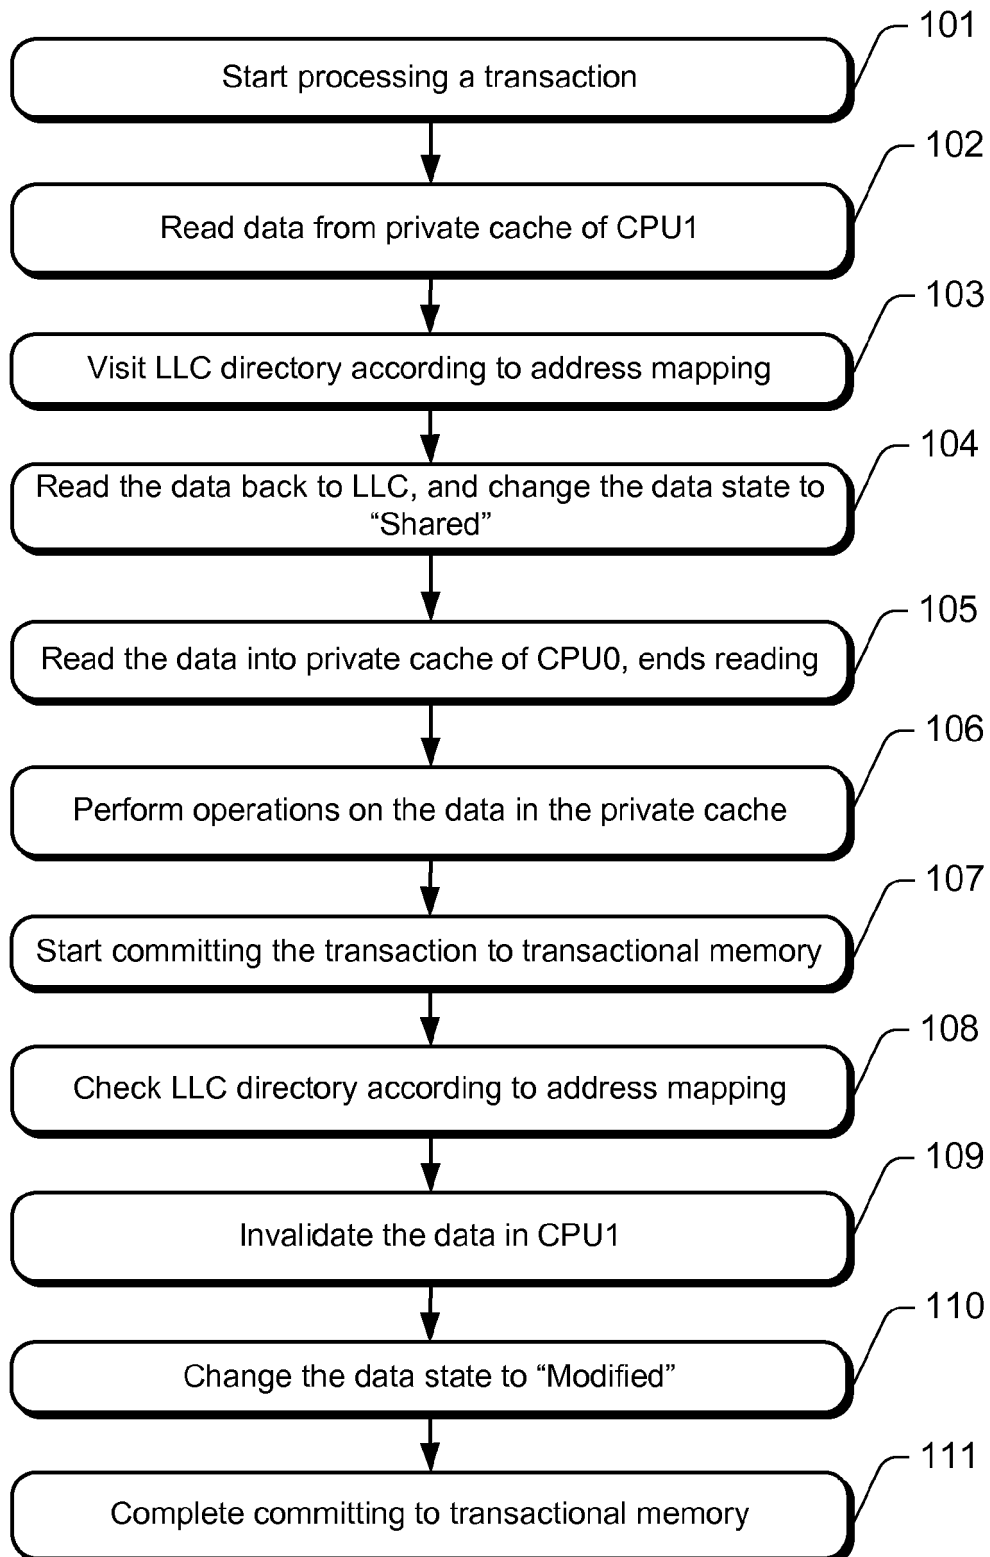 101
Start processing a transaction
102
Read data from private cache of CPU1
103
Visit LLC directory according to address mapping
104
Read the data back to LLC, and change the data state to
“Shared”
105
Read the data into private cache of CPU0, ends reading
106
Perform operations on the data in the private cache
107
Start committing the transaction to transactional memory
108
Check LLC directory according to address mapping
109
Invalidate the data in CPU1
110
Change the data state to “Modified”
111
Complete committing to transactional memory